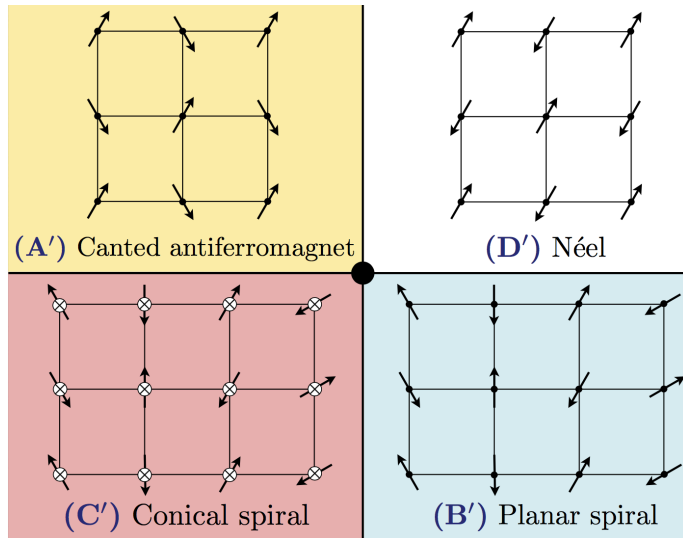 (A′) Canted antiferromagnet
(D′) Néel
(C′) Conical spiral
(B′) Planar spiral